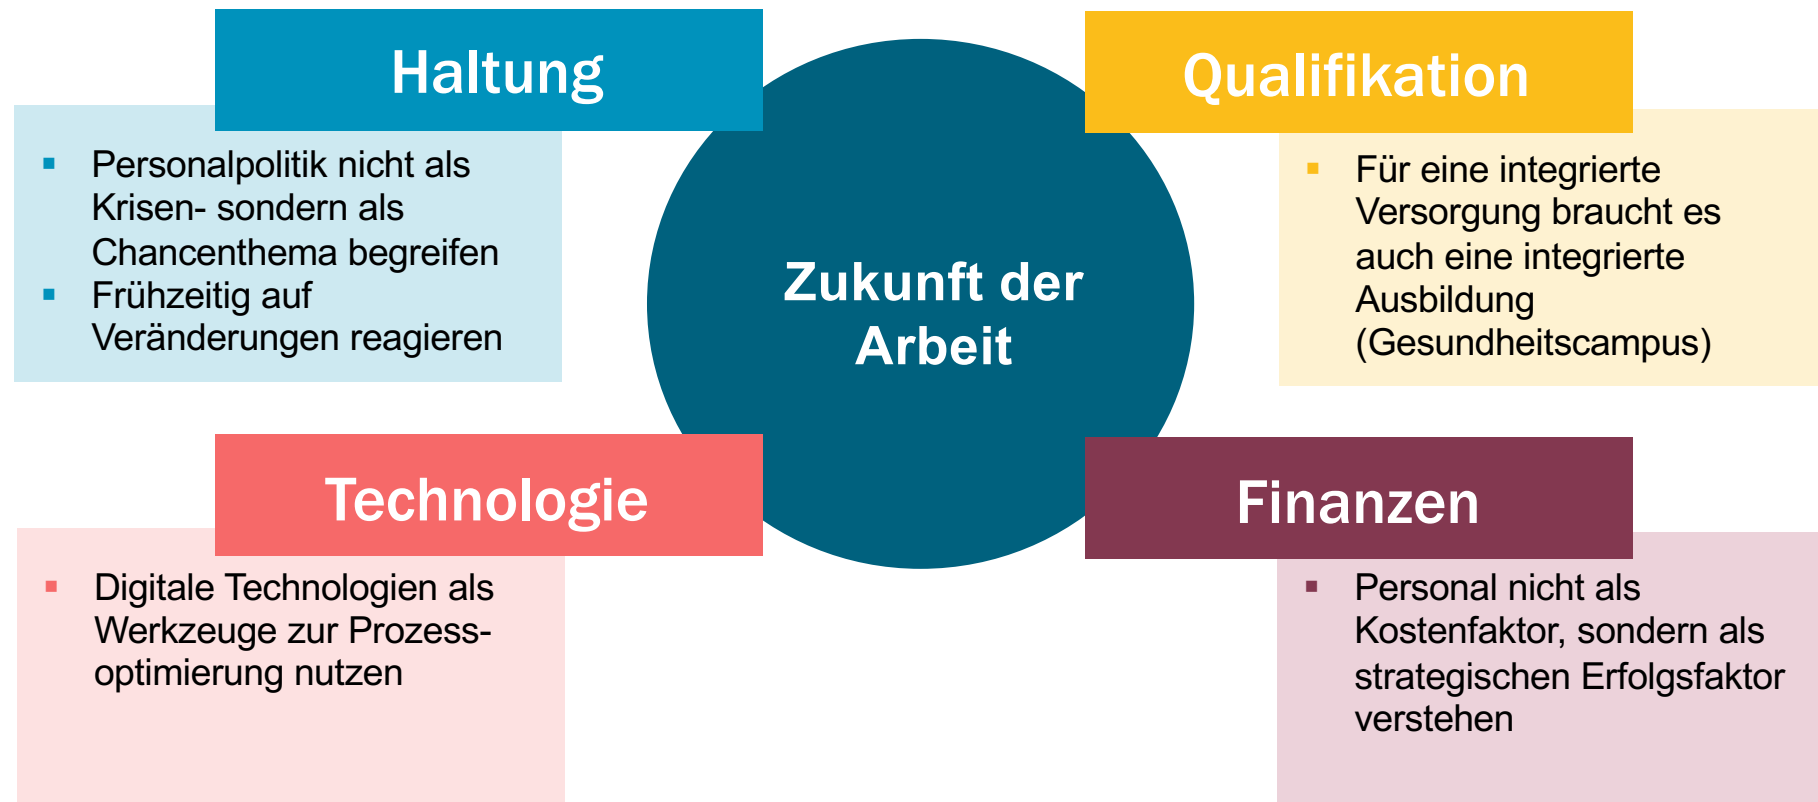 Haltung
Personalpolitik nicht als
Krisen- sondern als
Chancenthema begreifen
Frühzeitig auf
Veränderungen reagieren
Qualifikation
Für eine integrierte
Versorgung braucht es
auch eine integrierte
Ausbildung
(Gesundheitscampus)
Zukunft der
Arbeit
Technologie
Digitale Technologien als
Werkzeuge zur Prozess-
optimierung nutzen
Finanzen
Personal nicht als
Kostenfaktor, sondern als
strategischen Erfolgsfaktor
verstehen